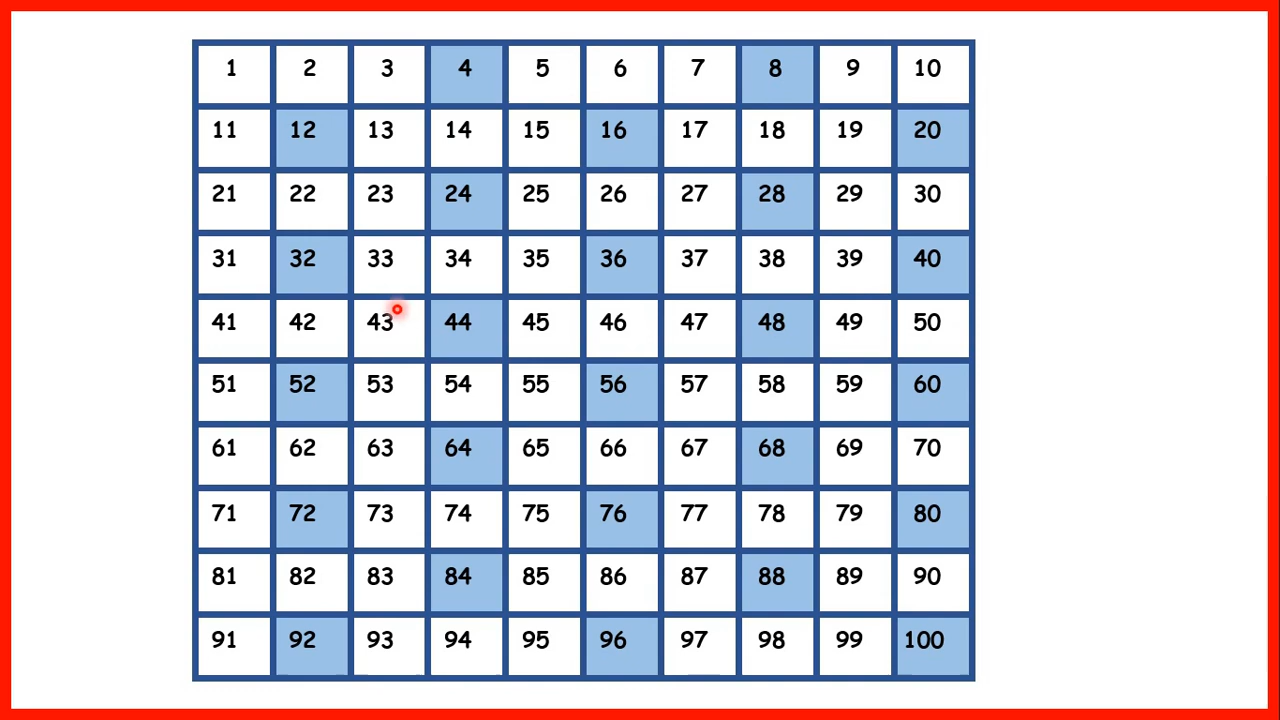 1 2 3 4 5 6 7 8 9 10
11 12 13 14 15 16 17 18 19 20
21 22 23 24 25 26 27 28 29 30
31 32 33 34 35 36 37 38 39 40
41 42 43 44 45 46 47 48 49 50
51 52 53 54 55 56 57 58 59 60
61 62 63 64 65 66 67 68 69 70
71 72 73 74 75 76 77 78 79 80
81 82 83 84 85 86 87 88 89 90
91 92 93 94 95 96 97 98 99 100